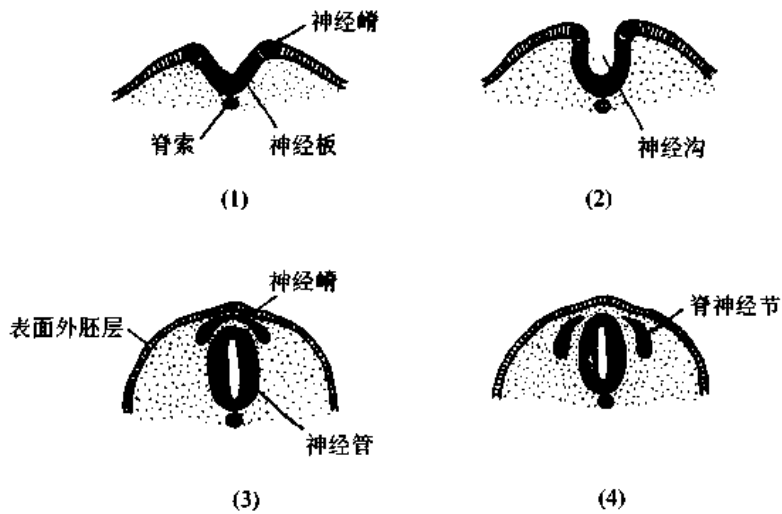 神经嵴
脊索
神经板
(1)
神经沟
(2)
神经嵴
表面外胚层
神经管
(3)
脊神经节
(4)